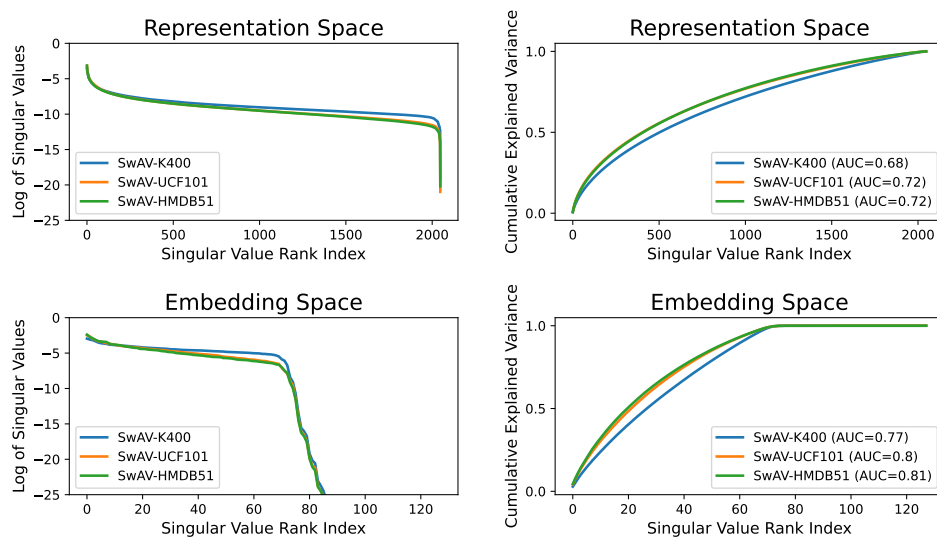 Representation Space
Log of Singular Values
0
−5
−10
−15
−20
−25
SwAV-K400
SwAV-UCF101
SwAV-HMDB51
0 500 1000 1500 2000
Singular Value Rank Index
Representation Space
Cumulative Explained Variance
1.0
0.5
0.0
SwAV-K400 (AUC=0.68)
SwAV-UCF101 (AUC=0.72)
SwAV-HMDB51 (AUC=0.72)
0 500 1000 1500 2000
Singular Value Rank Index
Embedding Space
Log of Singular Values
0
−5
−10
−15
−20
−25
SwAV-K400
SwAV-UCF101
SwAV-HMDB51
0 20 40 60 80 100 120
Singular Value Rank Index
Embedding Space
Cumulative Explained Variance
1.0
0.5
0.0
SwAV-K400 (AUC=0.77)
SwAV-UCF101 (AUC=0.8)
SwAV-HMDB51 (AUC=0.81)
0 20 40 60 80 100 120
Singular Value Rank Index